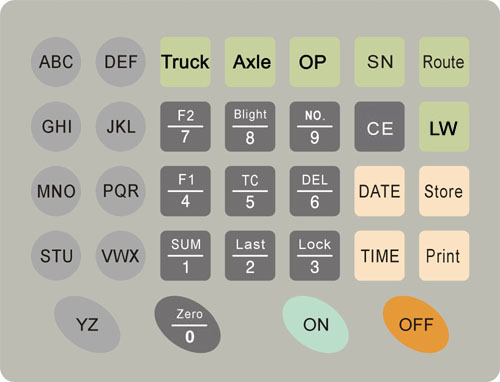 ABC DEF Truck Axle OP SN Route
GHI JKL F2 Blight NO. CE LW
7 8 9
MNO PQR F1 TC DEL DATE Store
4 5 6
STU VWX SUM Last Lock TIME Print
1 2 3
YZ Zero ON OFF
0